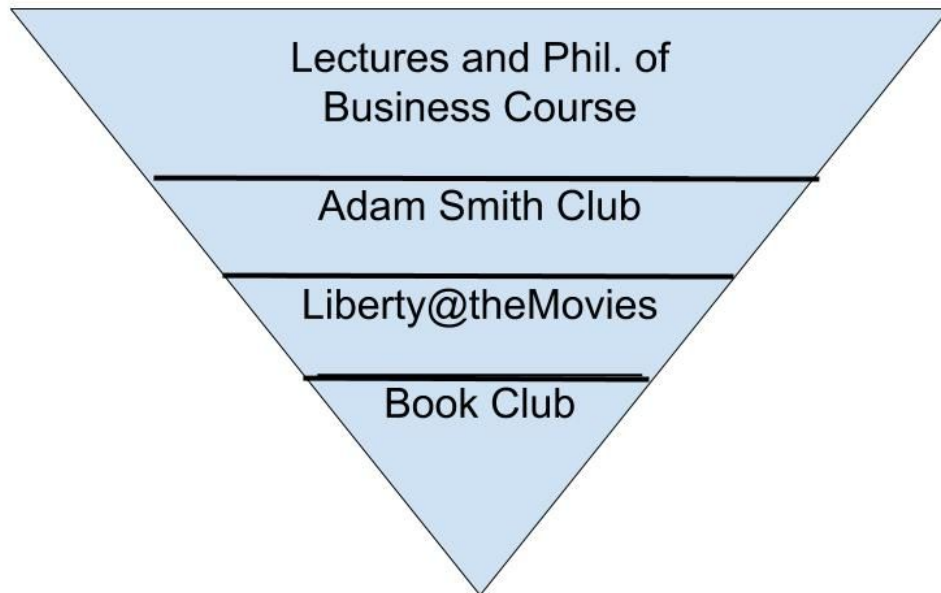 Lectures and Phil. of
Business Course
Adam Smith Club
Liberty@theMovies
Book Club